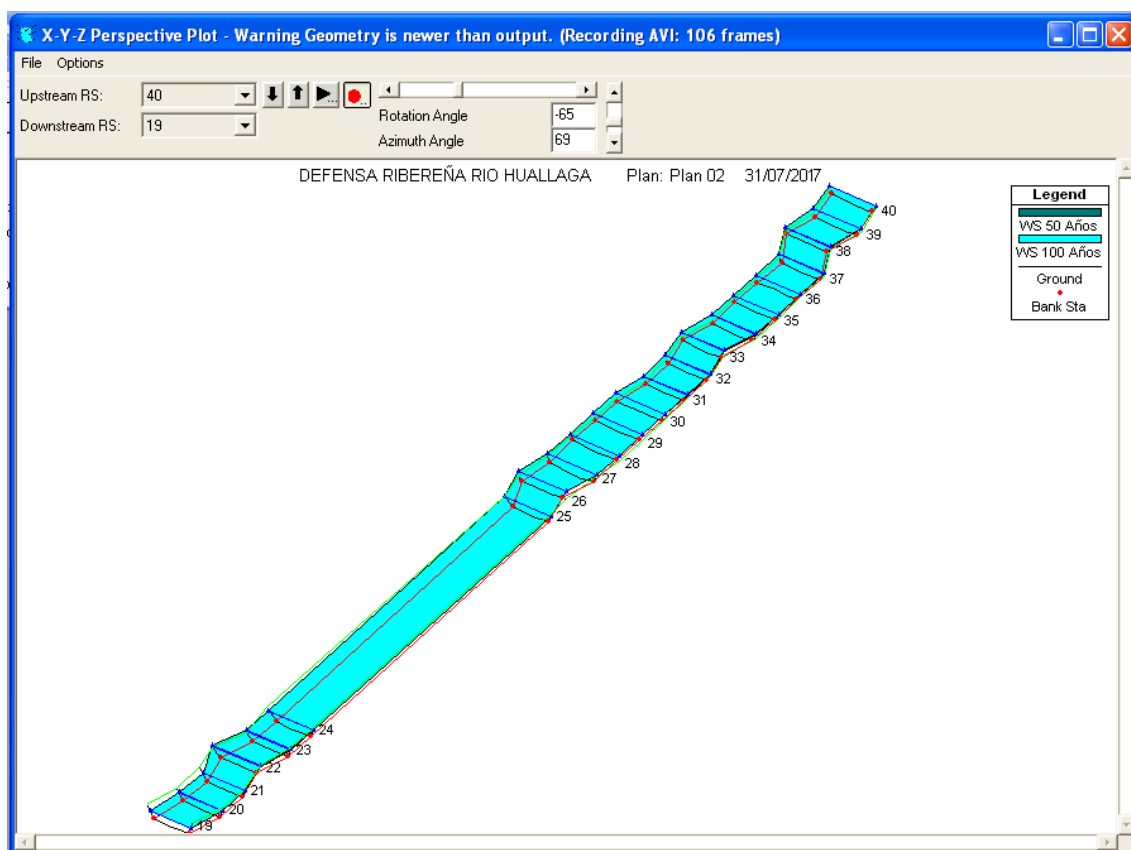 X-Y-Z Perspective Plot - Warning Geometry is newer than output. (Recording AVI: 106 frames)
File Options
Upstream RS: 40
Downstream RS: 19
Rotation Angle -65
Azimuth Angle 69
DEFENSA RIBEREÑA RIO HUALLAGA Plan: Plan 02 31/07/2017
Legend
WS 50 Años
WS 100 Años
Ground
Bank Sta
40
39
38
37
36
35
34
33
32
31
30
29
28
27
26
25
24
23
22
21
20
19